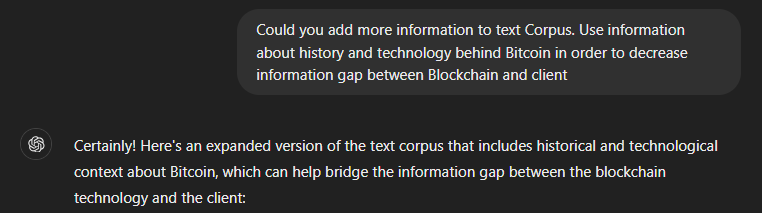 Could you add more information to text Corpus. Use information
about history and technology behind Bitcoin in order to decrease
information gap between Blockchain and client
Certainly! Here's an expanded version of the text corpus that includes historical and technological
context about Bitcoin, which can help bridge the information gap between the blockchain
technology and the client: